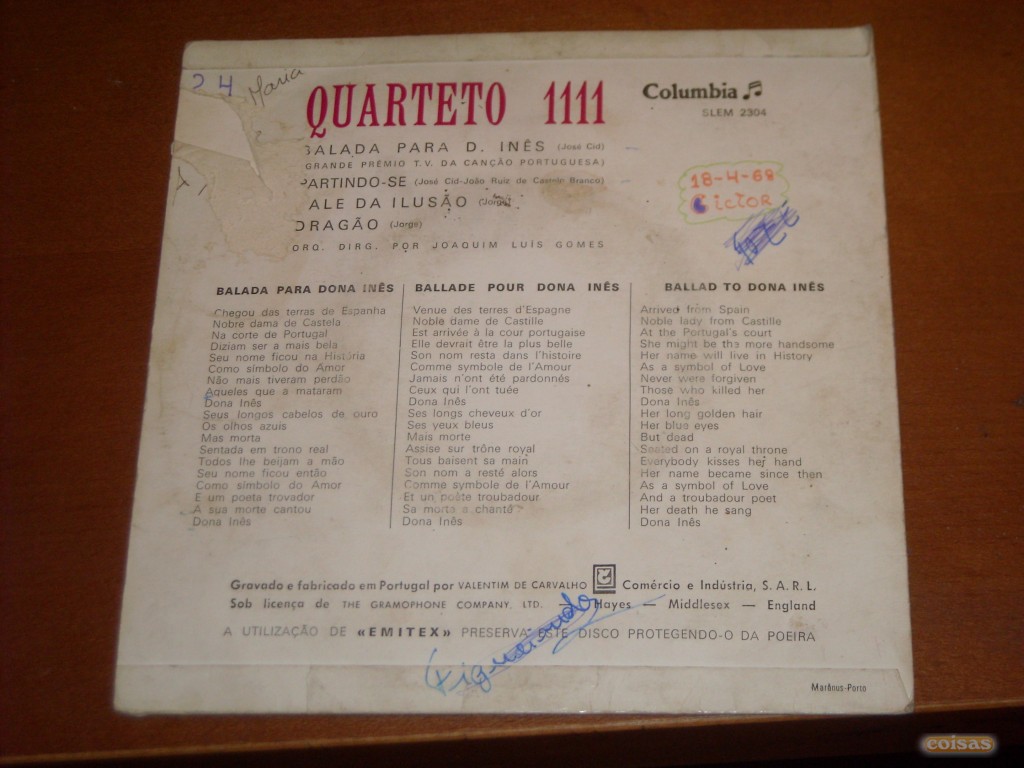 24 Maria
QUARTETO 1111
Columbia
SLEM 2304
BALADA PARA D. INÊS (José Cid)
GRANDE PRÉMIO T.V. DA CANÇÃO PORTUGUESA)
PARTINDO-SE (José Cid-João Ruiz de Castelo Branco)
ALE DA ILUSÃO (Jorge)
DRAGÃO (Jorge)
ORQ. DIRG. POR JOAQUIM LUÍS GOMES
18-4-68
Victor
BALADA PARA DONA INÊS
Chegou das terras de Espanha
Nobre dama de Castela
Na corte de Portugal
Diziam ser a mais bela
Seu nome ficou na História
Como símbolo do Amor
Não mais tiveram perdão
Aqueles que a mataram
Dona Inês
Seus longos cabelos de ouro
Os olhos azuis
Mas morta
Sentada em trono real
Todos lhe beijam a mão
Seu nome ficou então
Como símbolo do Amor
E um poeta trovador
A sua morte cantou
Dona Inês
BALLADE POUR DONA INÊS
Venue des terres d'Espagne
Noble dame de Castille
Est arrivée à la cour portugaise
Elle devrait être la plus belle
Son nom resta dans l'histoire
Comme symbole de l'Amour
Jamais n'ont été pardonnés
Ceux qui l'ont tuée
Dona Inês
Ses longs cheveux d'or
Ses yeux bleus
Mais morte
Assise sur trône royal
Tous baisent sa main
Son nom a resté alors
Comme symbole de l'Amour
Et un poète troubadour
Sa morte a chanté
Dona Inês
BALLAD TO DONA INÊS
Arrived from Spain
Noble lady from Castille
At the Portugal's court
She might be the more handsome
Her name will live in History
As a symbol of Love
Never were forgiven
Those who killed her
Dona Inês
Her long golden hair
Her blue eyes
But dead
Seated on a royal throne
Everybody kisses her hand
Her name became since then
As a symbol of Love
And a troubadour poet
Her death he sang
Dona Inês
Gravado e fabricado em Portugal por VALENTIM DE CARVALHO Comércio e Indústria, S. A. R. L.
Sob licença de THE GRAMOPHONE COMPANY, LTD. Hayes — Middlesex — England
A UTILIZAÇÃO DE «EMITEX» PRESERVA ESTE DISCO PROTEGENDO-O DA POEIRA
Marânus-Porto
coisas